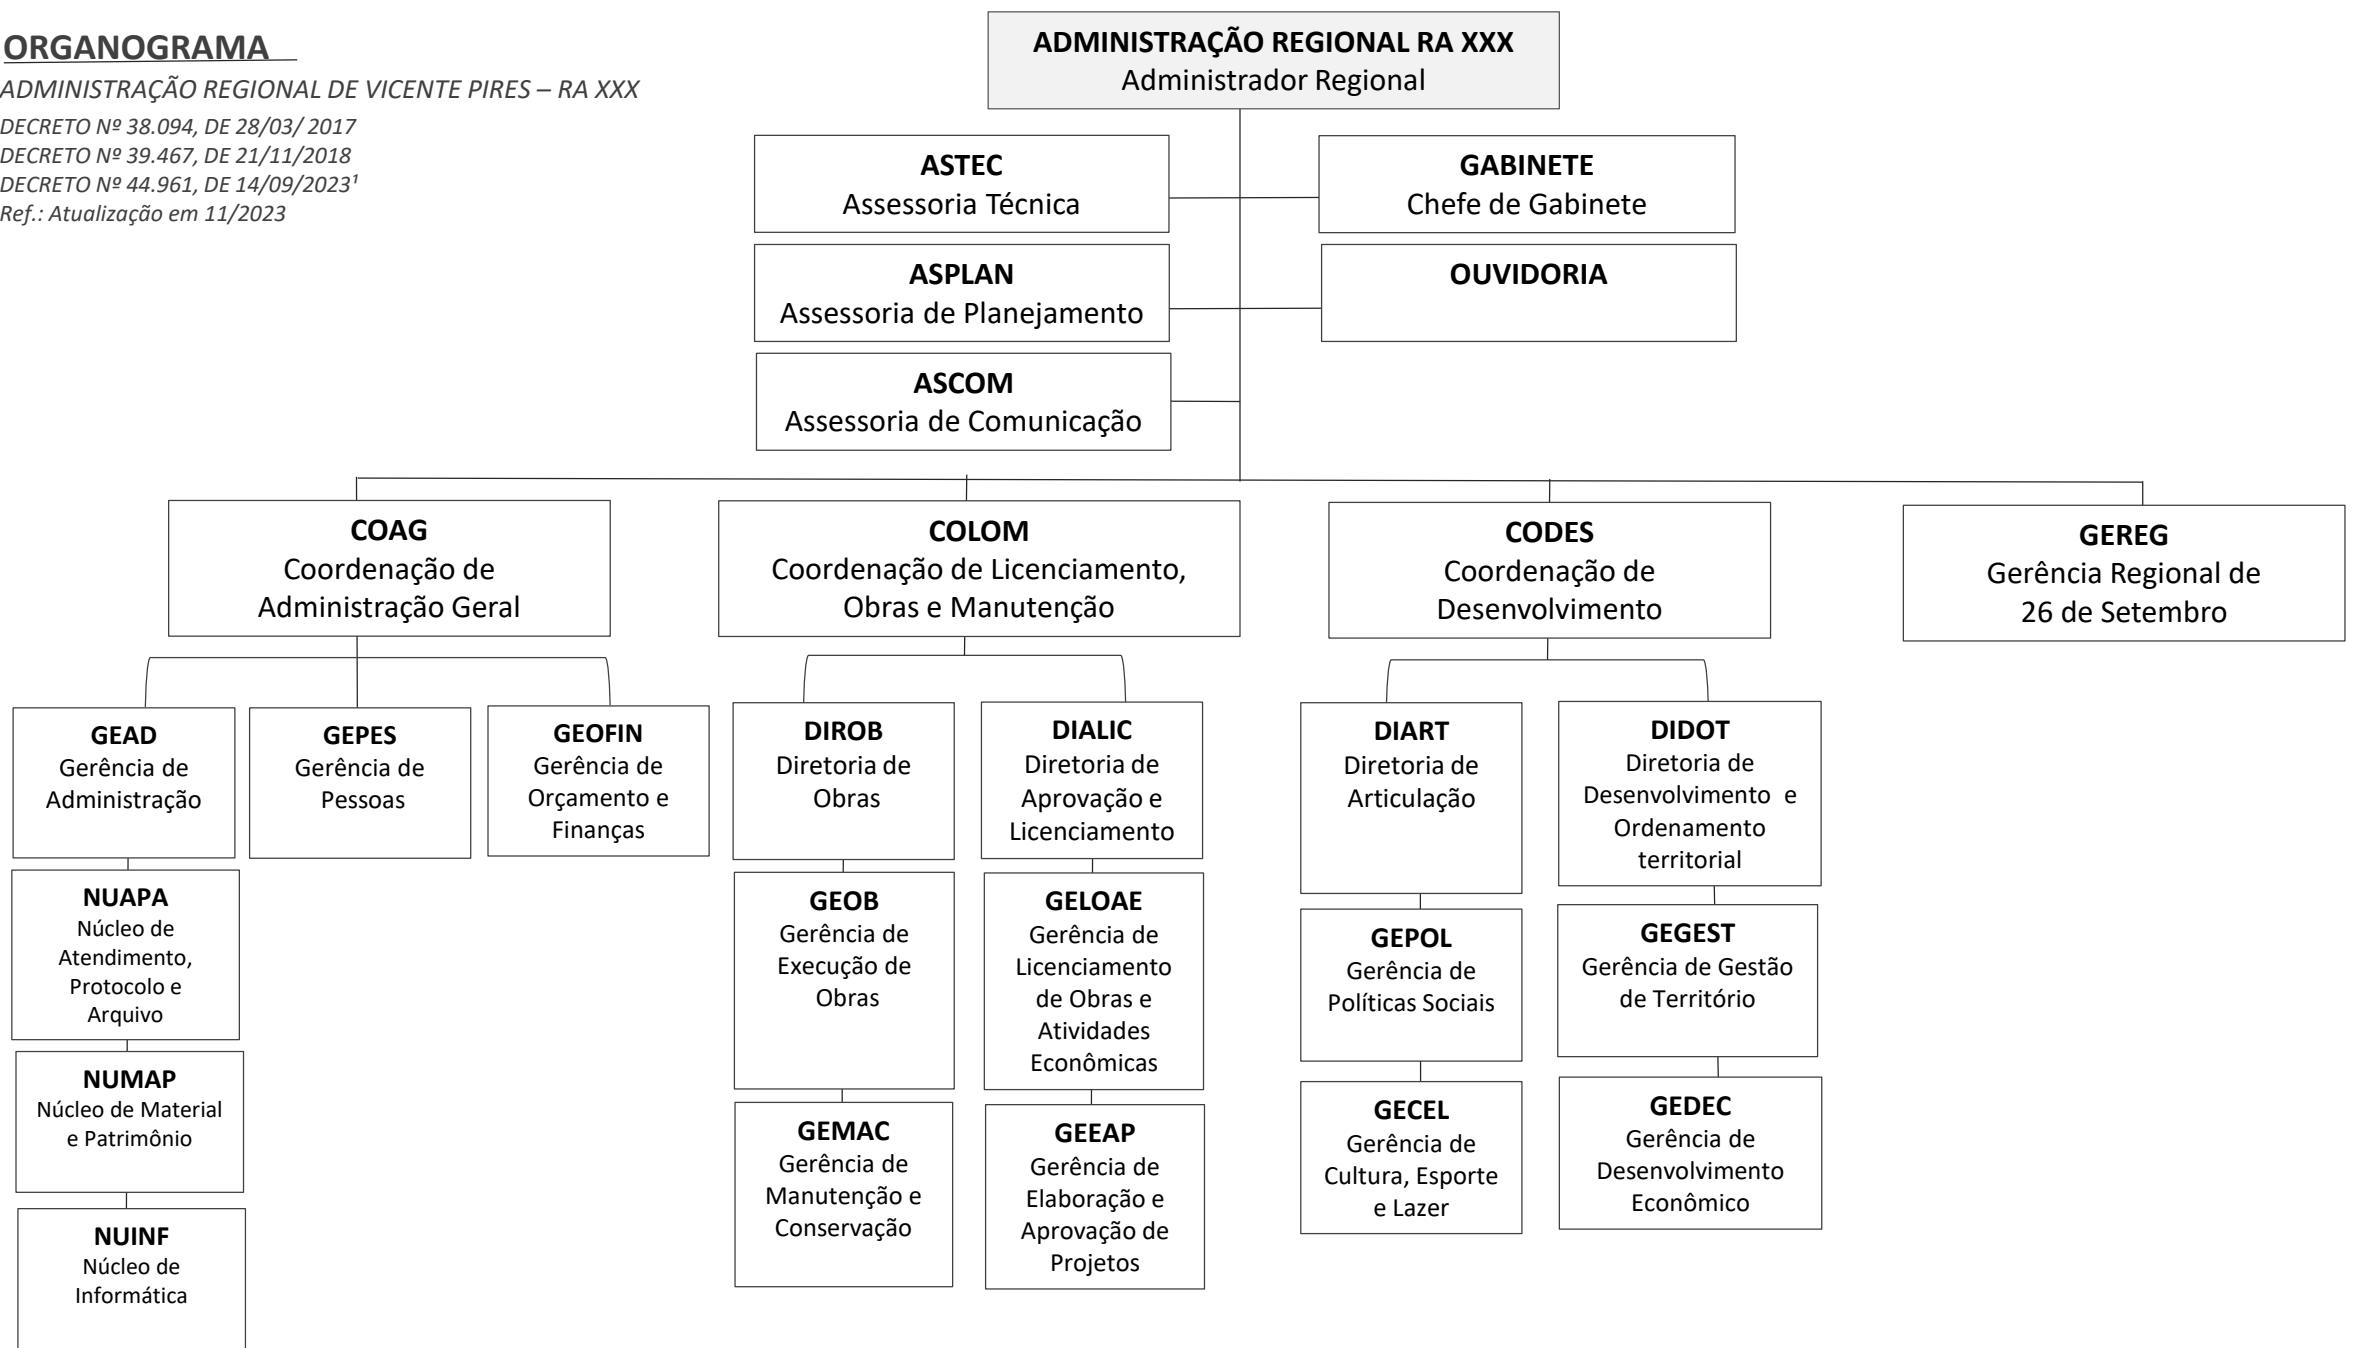 ORGANOGRAMA
ADMINISTRAÇÃO REGIONAL DE VICENTE PIRES – RA XXX
DECRETO Nº 38.094, DE 28/03/ 2017
DECRETO Nº 39.467, DE 21/11/2018
DECRETO Nº 44.961, DE 14/09/2023¹
Ref.: Atualização em 11/2023
ADMINISTRAÇÃO REGIONAL RA XXX
Administrador Regional
ASTEC
Assessoria Técnica
GABINETE
Chefe de Gabinete
ASPLAN
Assessoria de Planejamento
OUVIDORIA
ASCOM
Assessoria de Comunicação
COAG
Coordenação de
Administração Geral
COLOM
Coordenação de Licenciamento,
Obras e Manutenção
CODES
Coordenação de
Desenvolvimento
GEREG
Gerência Regional de
26 de Setembro
GEAD
Gerência de
Administração
GEPES
Gerência de
Pessoas
GEOFIN
Gerência de
Orçamento e
Finanças
DIROB
Diretoria de
Obras
DIALIC
Diretoria de
Aprovação e
Licenciamento
DIART
Diretoria de
Articulação
DIDOT
Diretoria de
Desenvolvimento e
Ordenamento
territorial
NUAPA
Núcleo de
Atendimento,
Protocolo e
Arquivo
GEOB
Gerência de
Execução de
Obras
GELOAE
Gerência de
Licenciamento
de Obras e
Atividades
Econômicas
GEPOL
Gerência de
Políticas Sociais
GEGEST
Gerência de Gestão
de Território
NUMAP
Núcleo de Material
e Patrimônio
GEMAC
Gerência de
Manutenção e
Conservação
GEEAP
Gerência de
Elaboração e
Aprovação de
Projetos
GECEL
Gerência de
Cultura, Esporte
e Lazer
GEDEC
Gerência de
Desenvolvimento
Econômico
NUINF
Núcleo de
Informática